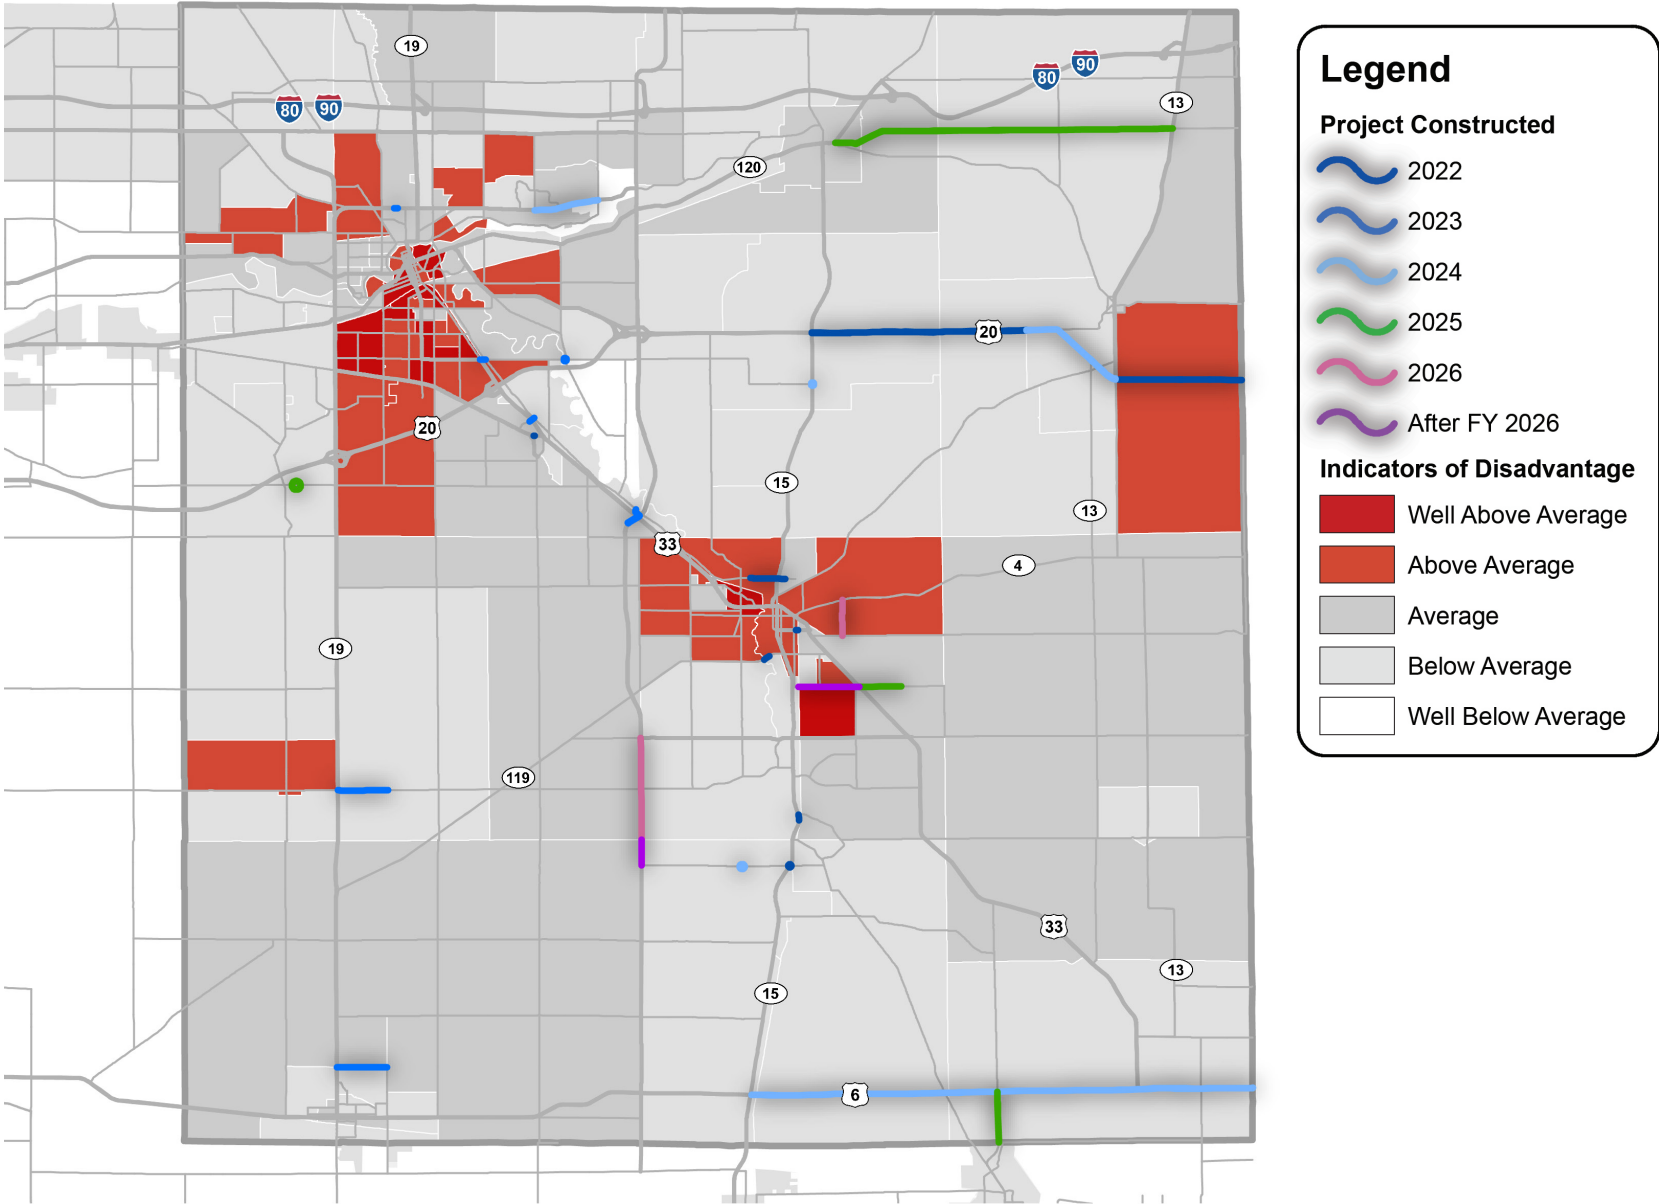 19
80 90
80 90
13
120
20
20
15
13
33
4
19
119
33
13
15
6
Legend
Project Constructed
2022
2023
2024
2025
2026
After FY 2026
Indicators of Disadvantage
Well Above Average
Above Average
Average
Below Average
Well Below Average